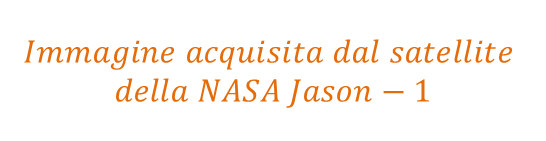 Immagine acquisita dal satellite
della NASA Jason − 1